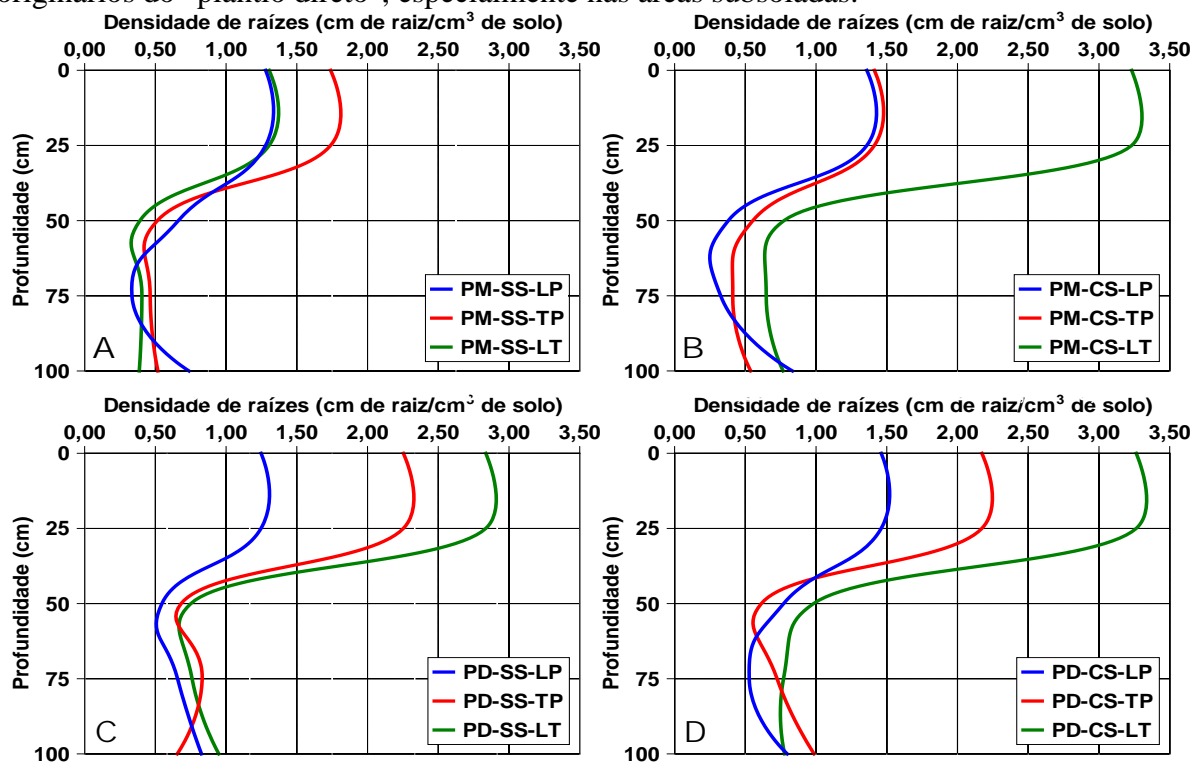 originários do "plantio direto", especialmente nas áreas subsoladas.
Densidade de raízes (cm de raiz/cm³ de solo)
0,00 0,50 1,00 1,50 2,00 2,50 3,00 3,50
0
25
50
75
100
Profundidade (cm)
PM-SS-LP
PM-SS-TP
PM-SS-LT
A
Densidade de raízes (cm de raiz/cm³ de solo)
0,00 0,50 1,00 1,50 2,00 2,50 3,00 3,50
0
25
50
75
100
Profundidade (cm)
PM-CS-LP
PM-CS-TP
PM-CS-LT
B
Densidade de raízes (cm de raiz/cm³ de solo)
0,00 0,50 1,00 1,50 2,00 2,50 3,00 3,50
0
25
50
75
100
Profundidade (cm)
PD-SS-LP
PD-SS-TP
PD-SS-LT
C
Densidade de raízes (cm de raiz/cm³ de solo)
0,00 0,50 1,00 1,50 2,00 2,50 3,00 3,50
0
25
50
75
100
Profundidade (cm)
PD-CS-LP
PD-CS-TP
PD-CS-LT
D